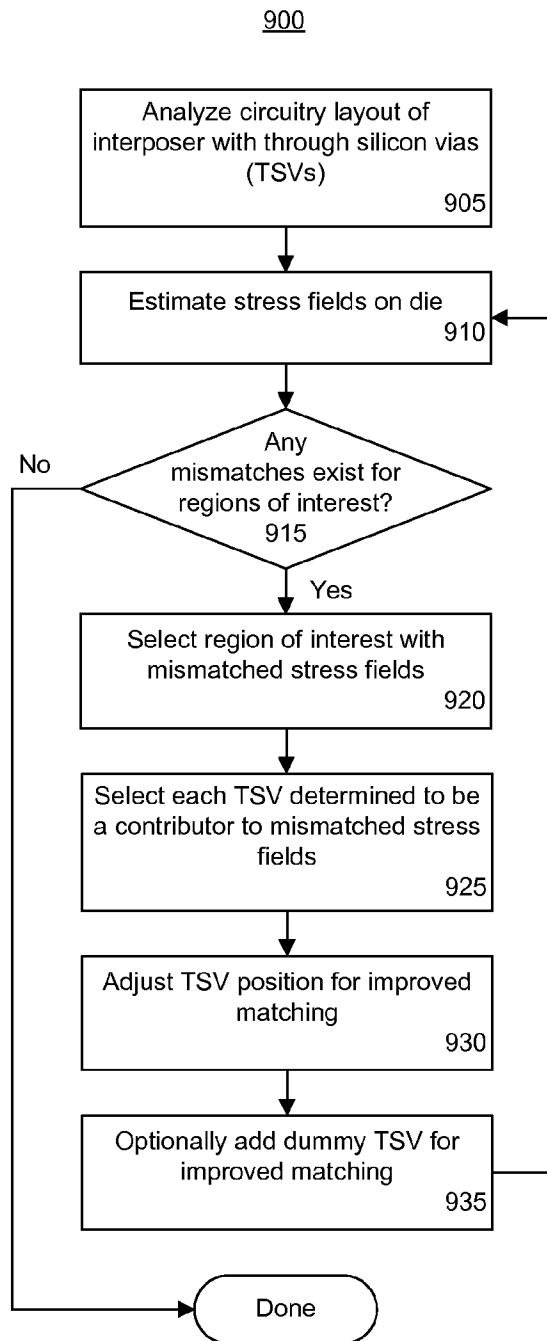 900
Analyze circuitry layout of
interposer with through silicon vias
(TSVs)
905
Estimate stress fields on die
910
Any
mismatches exist for
regions of interest?
915
No
Yes
Select region of interest with
mismatched stress fields
920
Select each TSV determined to be
a contributor to mismatched stress
fields
925
Adjust TSV position for improved
matching
930
Optionally add dummy TSV for
improved matching
935
Done